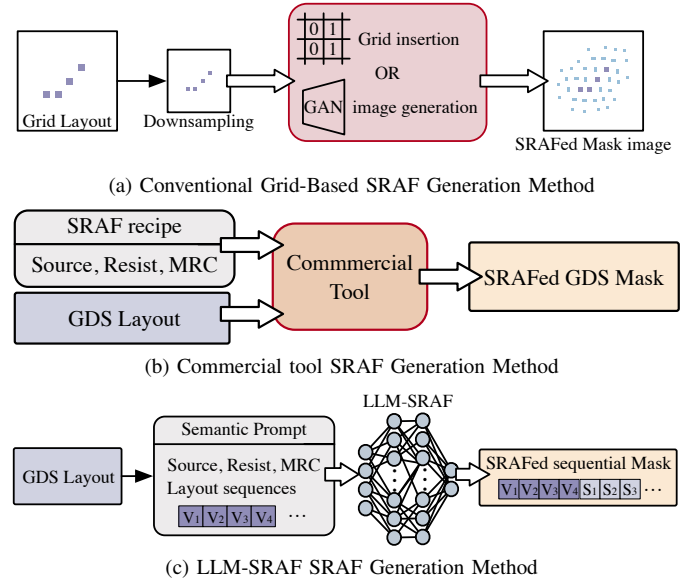 0 1
0 1
Grid insertion
OR
GAN
image generation
Grid Layout
Downsampling
SRAFed Mask image
(a) Conventional Grid-Based SRAF Generation Method
SRAF recipe
Source, Resist, MRC
GDS Layout
Commmercial
Tool
SRAFed GDS Mask
(b) Commercial tool SRAF Generation Method
LLM-SRAF
GDS Layout
Semantic Prompt
Source, Resist, MRC
Layout sequences
V1 V2 V3 V4 ...
SRAFed sequential Mask
V1 V2 V3 V4 S1 S2 S3 ...
(c) LLM-SRAF SRAF Generation Method